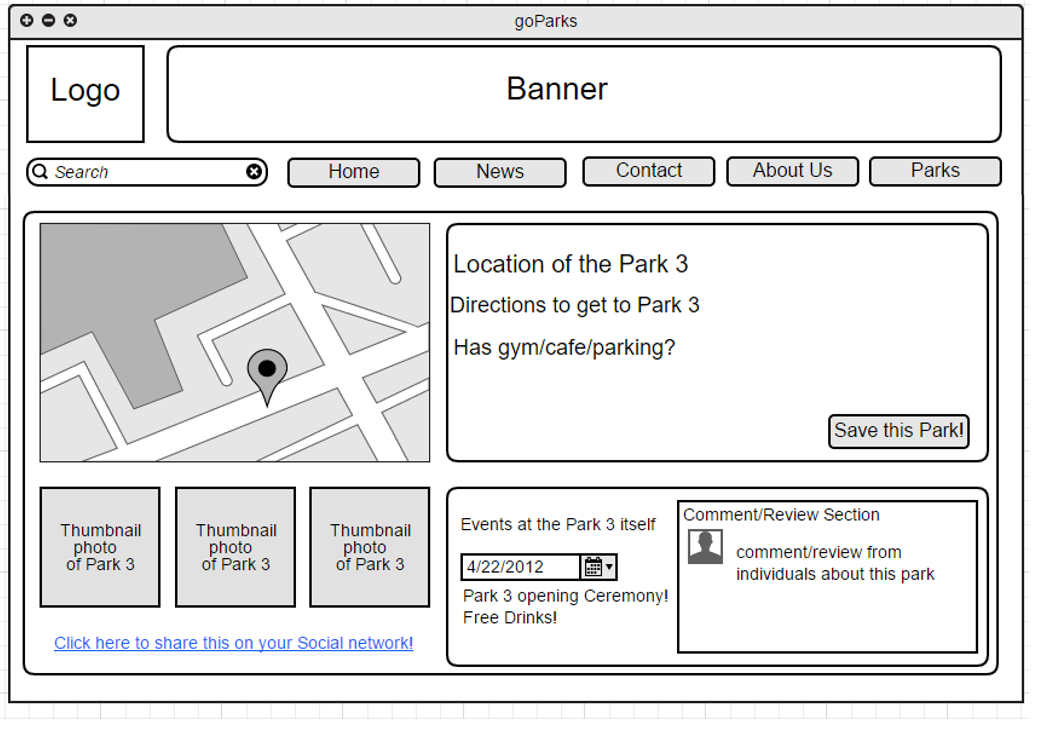 goParks
Logo
Banner
Search
Home
News
Contact
About Us
Parks
Location of the Park 3
Directions to get to Park 3
Has gym/cafe/parking?
Save this Park!
Thumbnail
photo
of Park 3
Thumbnail
photo
of Park 3
Thumbnail
photo
of Park 3
Click here to share this on your Social network!
Events at the Park 3 itself
4/22/2012
Park 3 opening Ceremony!
Free Drinks!
Comment/Review Section
comment/review from
individuals about this park